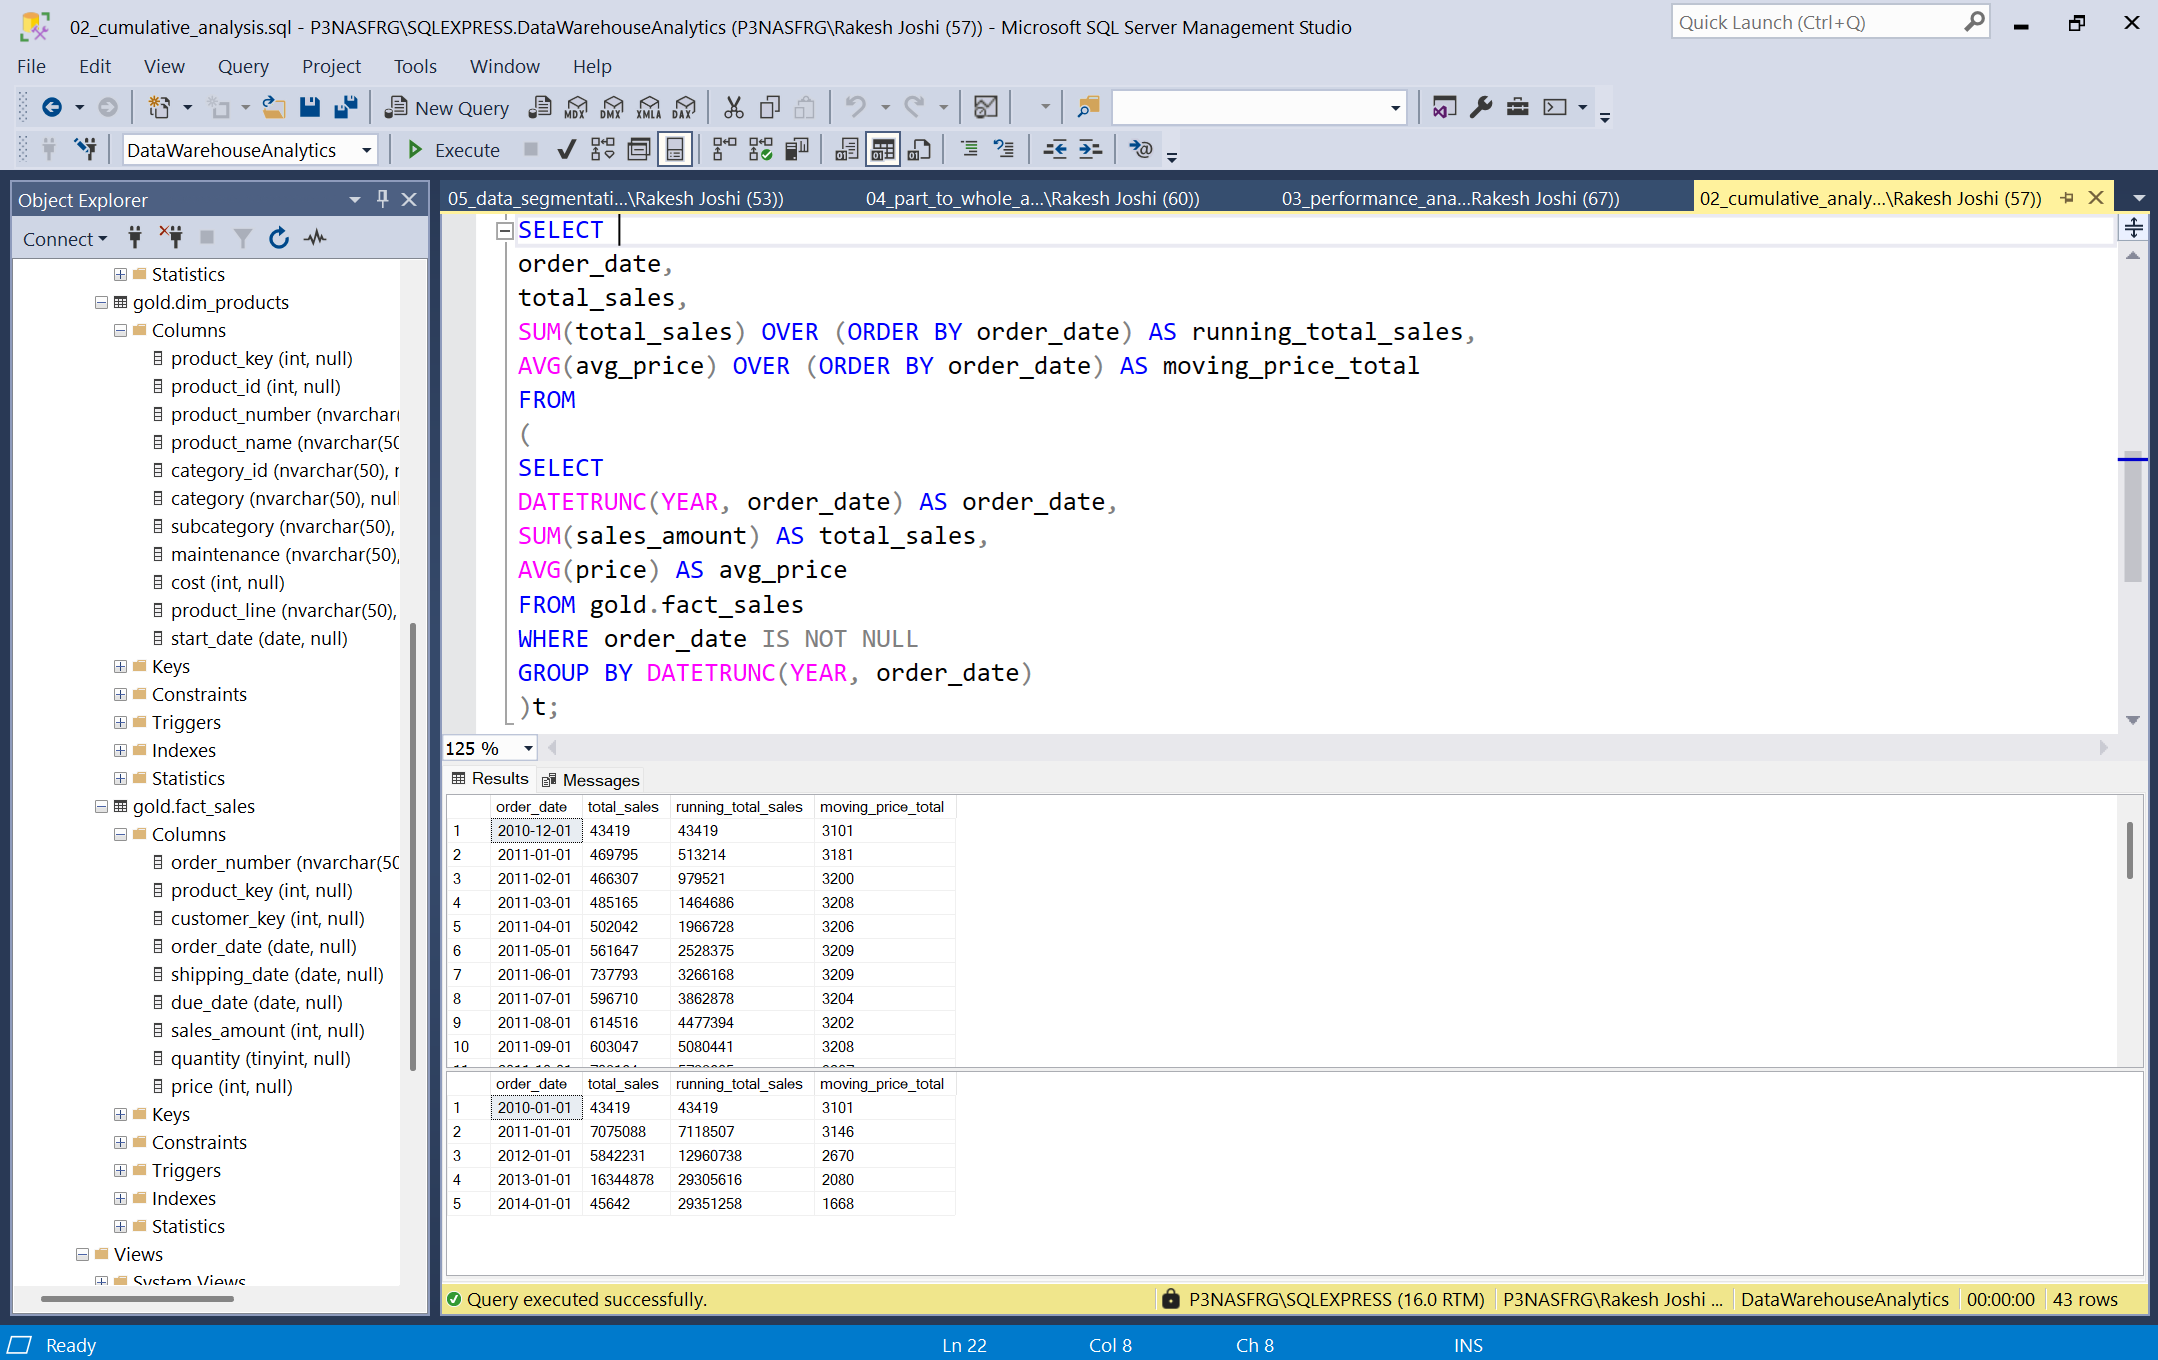 02_cumulative_analysis.sql - P3NASFRG\SQLEXPRESS.DataWarehouseAnalytics (P3NASFRG\Rakesh Joshi (57)) - Microsoft SQL Server Management Studio
Quick Launch (Ctrl+Q)
File Edit View Query Project Tools Window Help
New Query MDX DMX XMLA DAX
DataWarehouseAnalytics Execute
Object Explorer
Connect
Statistics
gold.dim_products
Columns
product_key (int, null)
product_id (int, null)
product_number (nvarchar(
product_name (nvarchar(50
category_id (nvarchar(50), n
category (nvarchar(50), null
subcategory (nvarchar(50),
maintenance (nvarchar(50),
cost (int, null)
product_line (nvarchar(50),
start_date (date, null)
Keys
Constraints
Triggers
Indexes
Statistics
gold.fact_sales
Columns
order_number (nvarchar(50
product_key (int, null)
customer_key (int, null)
order_date (date, null)
shipping_date (date, null)
due_date (date, null)
sales_amount (int, null)
quantity (tinyint, null)
price (int, null)
Keys
Constraints
Triggers
Indexes
Statistics
Views
System Views
05_data_segmentati...\Rakesh Joshi (53)) 04_part_to_whole_a...\Rakesh Joshi (60)) 03_performance_ana...Rakesh Joshi (67)) 02_cumulative_analy...\Rakesh Joshi (57))
SELECT
order_date,
total_sales,
SUM(total_sales) OVER (ORDER BY order_date) AS running_total_sales,
AVG(avg_price) OVER (ORDER BY order_date) AS moving_price_total
FROM
(
SELECT
DATETRUNC(YEAR, order_date) AS order_date,
SUM(sales_amount) AS total_sales,
AVG(price) AS avg_price
FROM gold.fact_sales
WHERE order_date IS NOT NULL
GROUP BY DATETRUNC(YEAR, order_date)
)t;
125 %
Results Messages
order_date total_sales running_total_sales moving_price_total
1 2010-12-01 43419 43419 3101
2 2011-01-01 469795 513214 3181
3 2011-02-01 466307 979521 3200
4 2011-03-01 485165 1464686 3208
5 2011-04-01 502042 1966728 3206
6 2011-05-01 561647 2528375 3209
7 2011-06-01 737793 3266168 3209
8 2011-07-01 596710 3862878 3204
9 2011-08-01 614516 4477394 3202
10 2011-09-01 603047 5080441 3208
order_date total_sales running_total_sales moving_price_total
1 2010-01-01 43419 43419 3101
2 2011-01-01 7075088 7118507 3146
3 2012-01-01 5842231 12960738 2670
4 2013-01-01 16344878 29305616 2080
5 2014-01-01 45642 29351258 1668
Query executed successfully. P3NASFRG\SQLEXPRESS (16.0 RTM) P3NASFRG\Rakesh Joshi ... DataWarehouseAnalytics 00:00:00 43 rows
Ready Ln 22 Col 8 Ch 8 INS